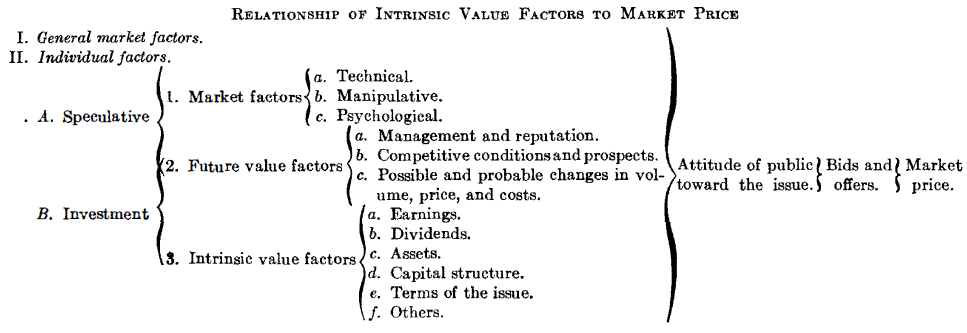 RELATIONSHIP OF INTRINSIC VALUE FACTORS TO MARKET PRICE
I. General market factors.
II. Individual factors.
A. Speculative
1. Market factors
a. Technical.
b. Manipulative.
c. Psychological.
2. Future value factors
a. Management and reputation.
b. Competitive conditions and prospects.
c. Possible and probable changes in vol-
ume, price, and costs.
B. Investment
3. Intrinsic value factors
a. Earnings.
b. Dividends.
c. Assets.
d. Capital structure.
e. Terms of the issue.
f. Others.
Attitude of public
toward the issue.
Bids and
offers.
Market
price.